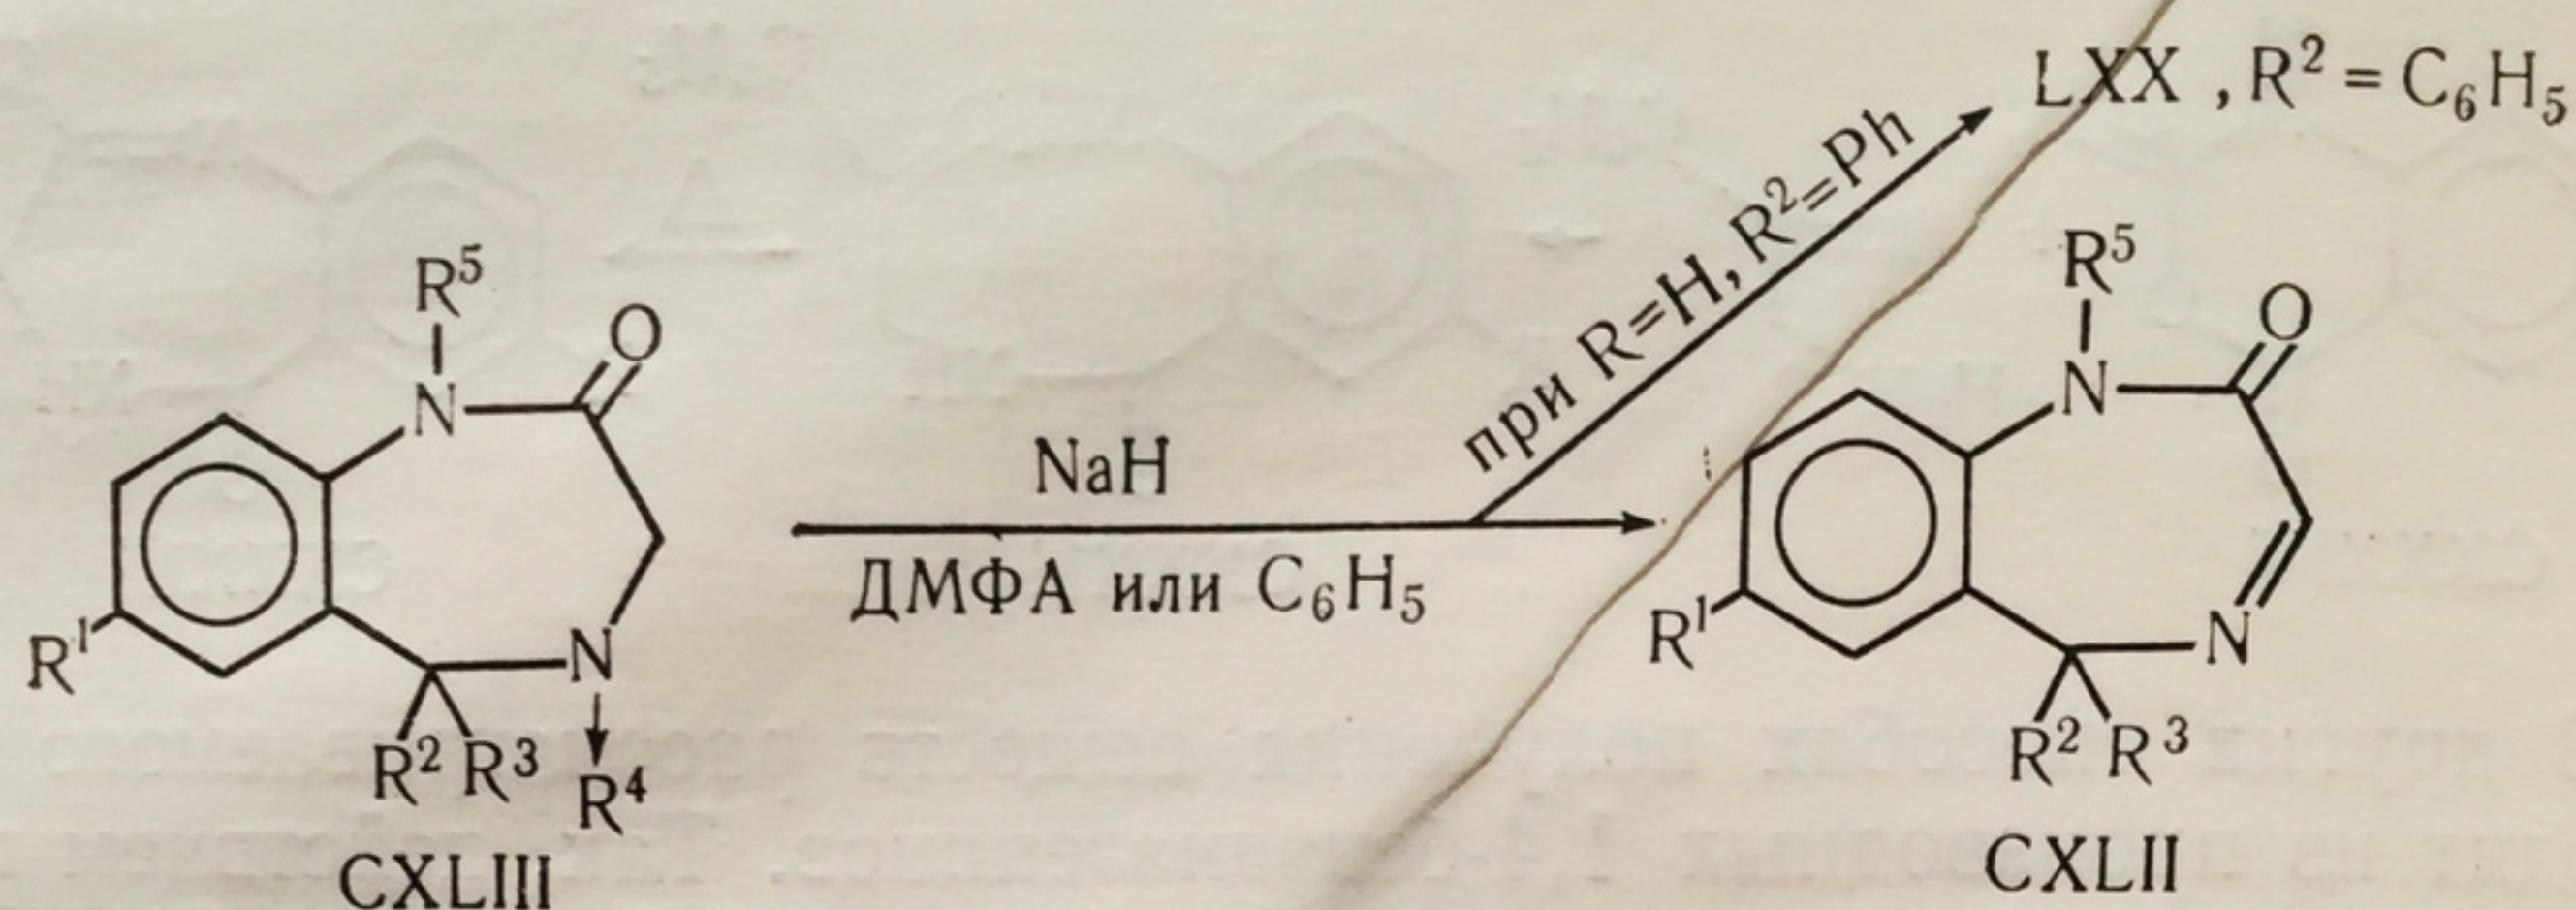 LXX , R² = C₆H₅
при R=H, R²=Ph
R⁵
N
O
R¹
R² R³
N
R⁴
CXLIII
NaH
ДМФА или C₆H₅
R⁵
N
O
R¹
N
R² R³
CXLII